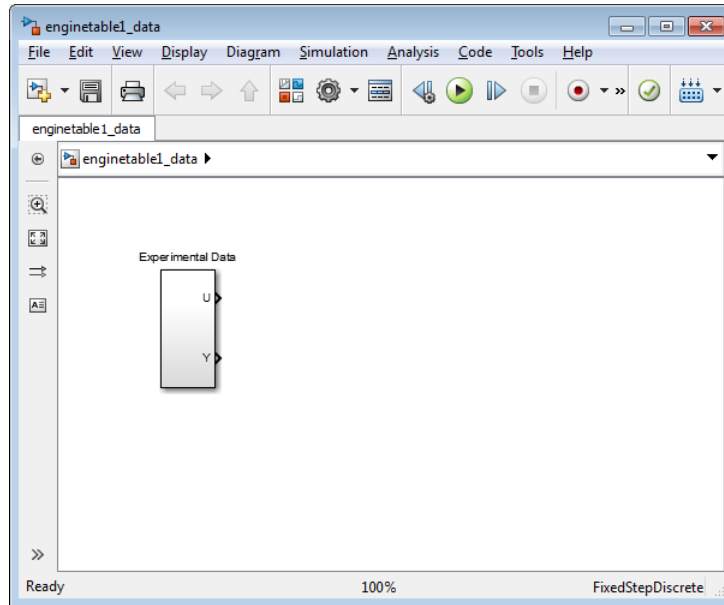 enginetable1_data
File Edit View Display Diagram Simulation Analysis Code Tools Help
enginetable1_data
enginetable1_data
Experimental Data
U
Y
Ready 100% FixedStepDiscrete